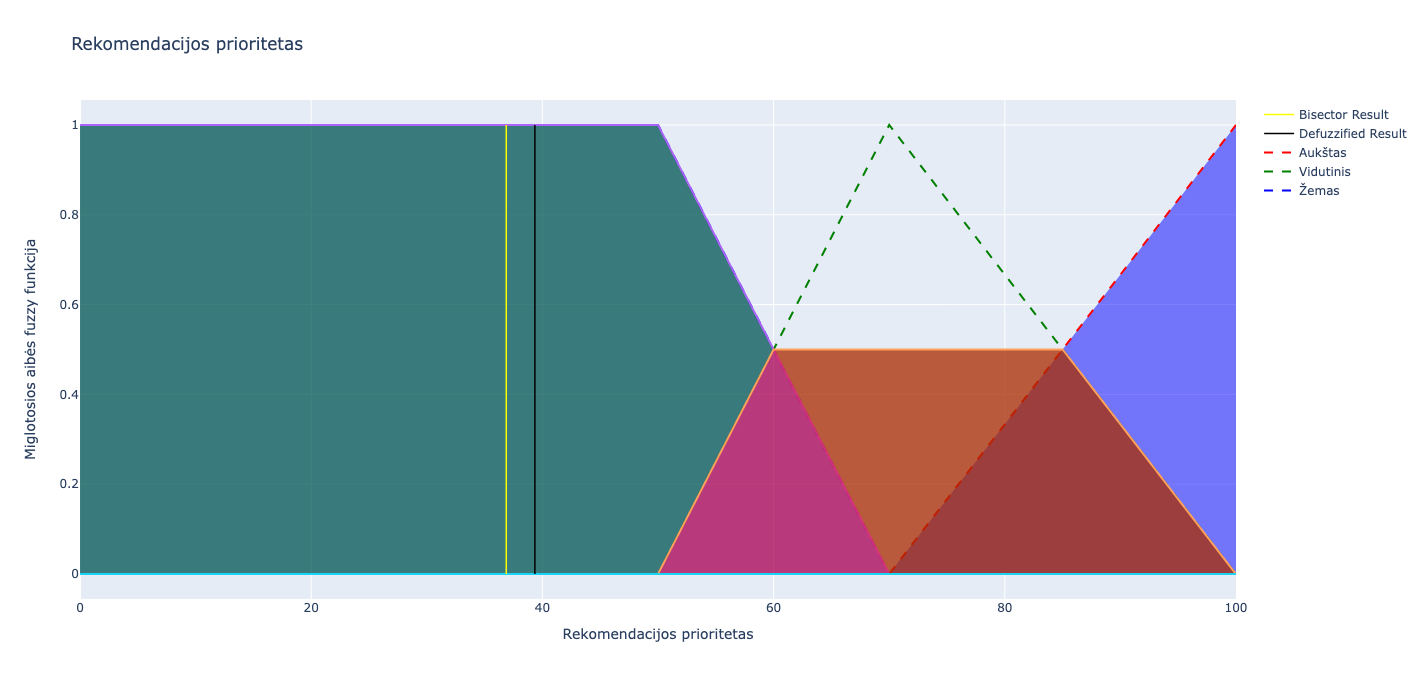 Rekomendacijos prioritetas
Bisector Result
Defuzzified Result
Aukštas
Vidutinis
Žemas
Miglotosios aibės fuzzy funkcija
1
0.8
0.6
0.4
0.2
0
0 20 40 60 80 100
Rekomendacijos prioritetas